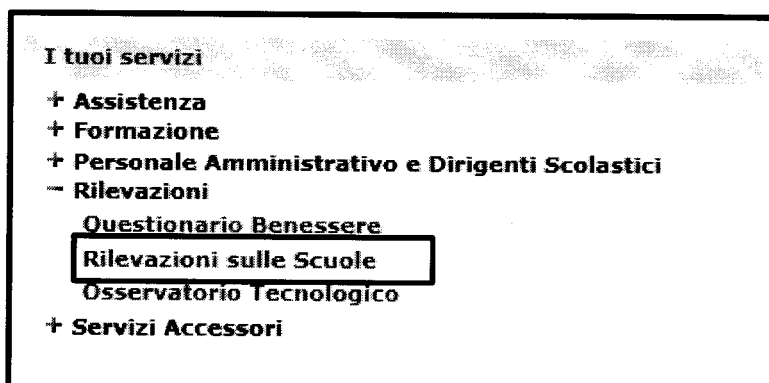 I tuoi servizi
+ Assistenza
+ Formazione
+ Personale Amministrativo e Dirigenti Scolastici
− Rilevazioni
Questionario Benessere
Rilevazioni sulle Scuole
Osservatorio Tecnologico
+ Servizi Accessori